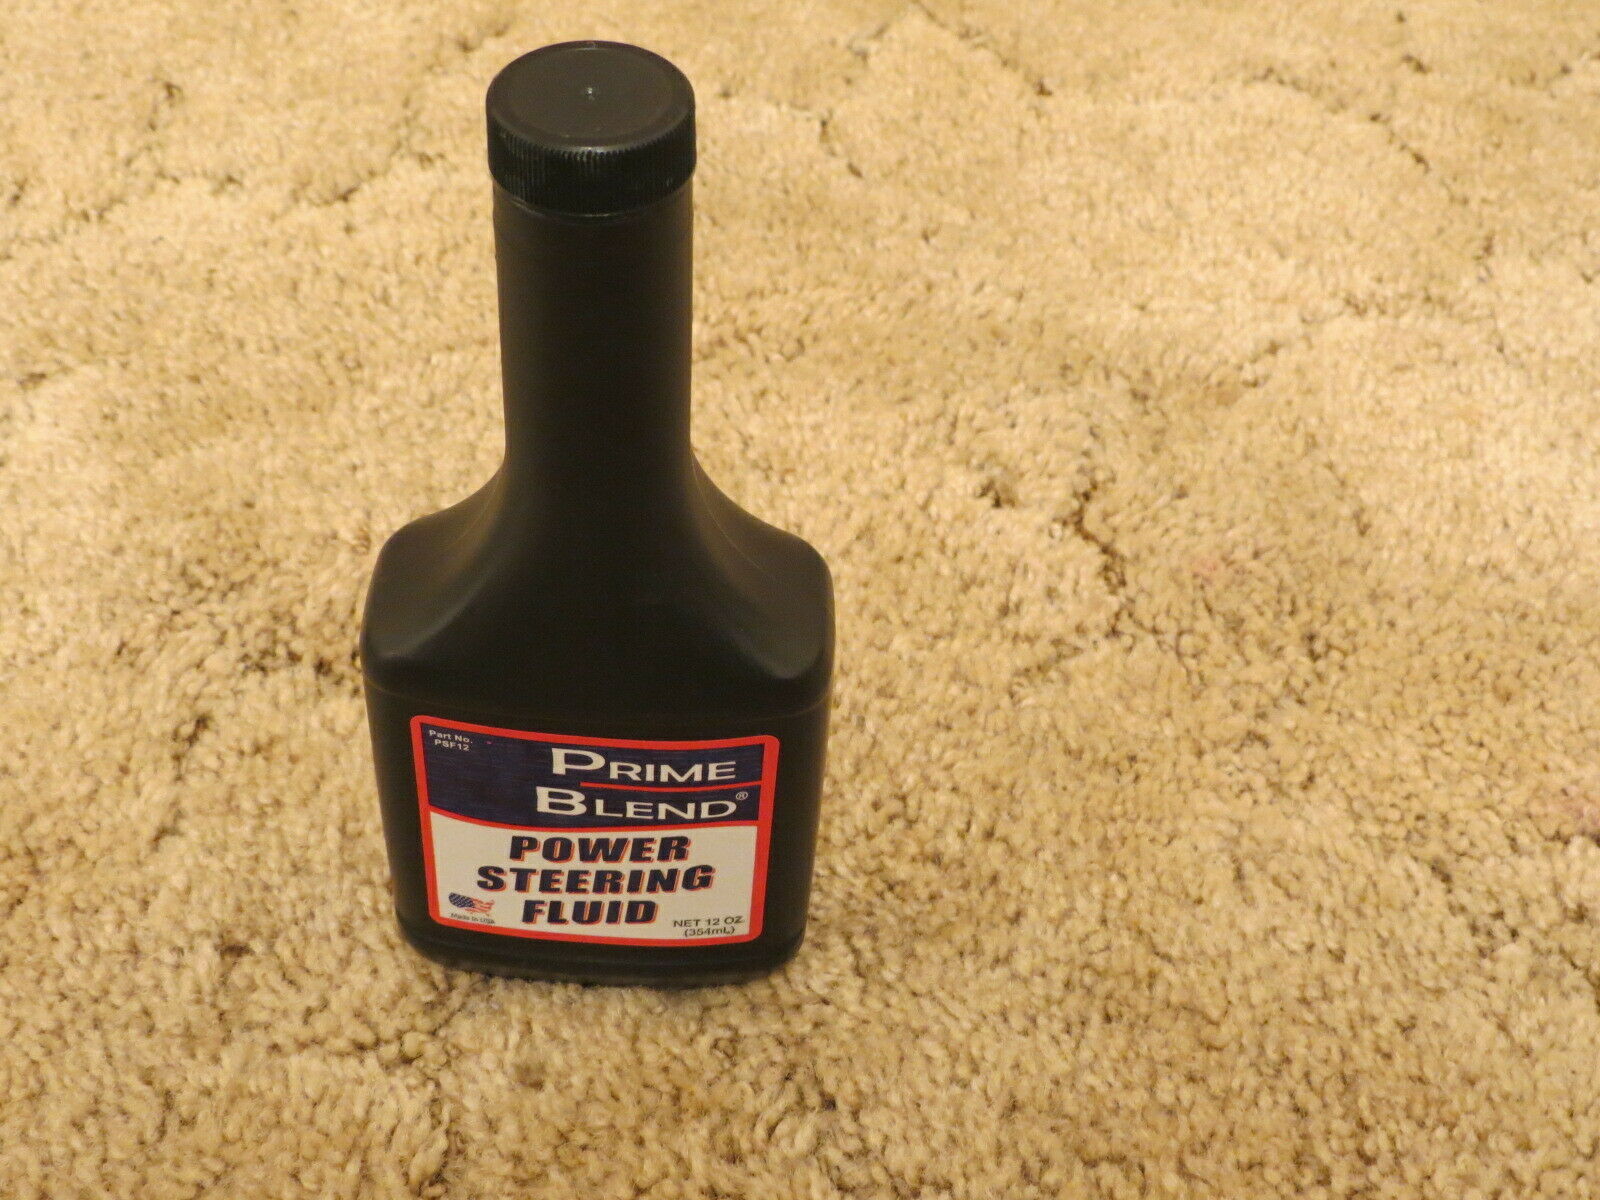 Part No.
PSF12
PRIME
BLEND®
POWER
STEERING
FLUID
Made In USA
NET 12 OZ.
(354mL)